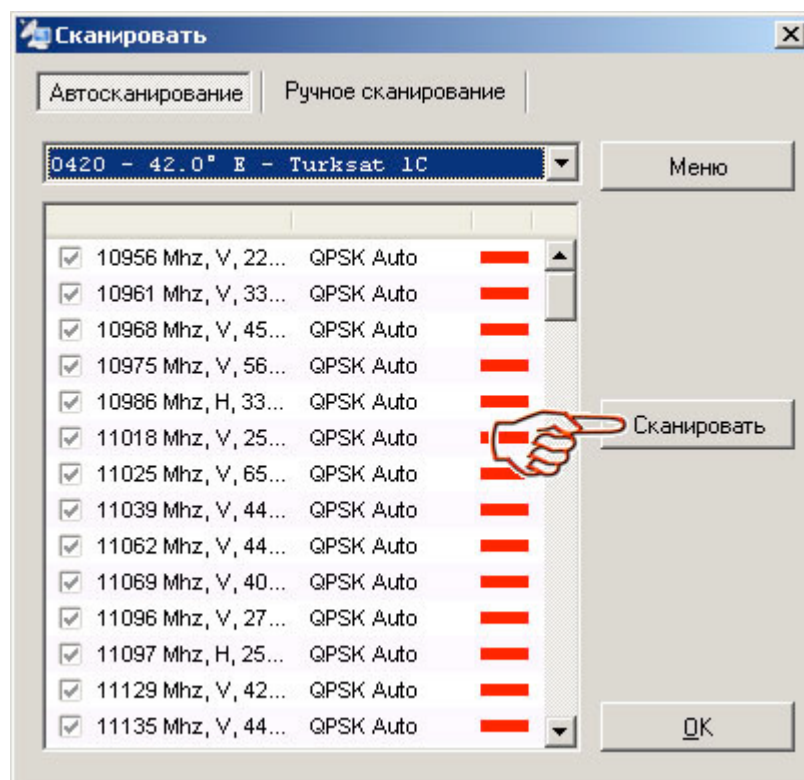 Сканировать
Автосканирование Ручное сканирование
0420 - 42.0° E - Turksat 1C
Меню
10956 Mhz, V, 22... QPSK Auto
10961 Mhz, V, 33... QPSK Auto
10968 Mhz, V, 45... QPSK Auto
10975 Mhz, V, 56... QPSK Auto
10986 Mhz, H, 33... QPSK Auto
11018 Mhz, V, 25... QPSK Auto
Сканировать
11025 Mhz, V, 65... QPSK Auto
11039 Mhz, V, 44... QPSK Auto
11062 Mhz, V, 44... QPSK Auto
11069 Mhz, V, 40... QPSK Auto
11096 Mhz, V, 27... QPSK Auto
11097 Mhz, H, 25... QPSK Auto
11129 Mhz, V, 42... QPSK Auto
11135 Mhz, V, 44... QPSK Auto
OK